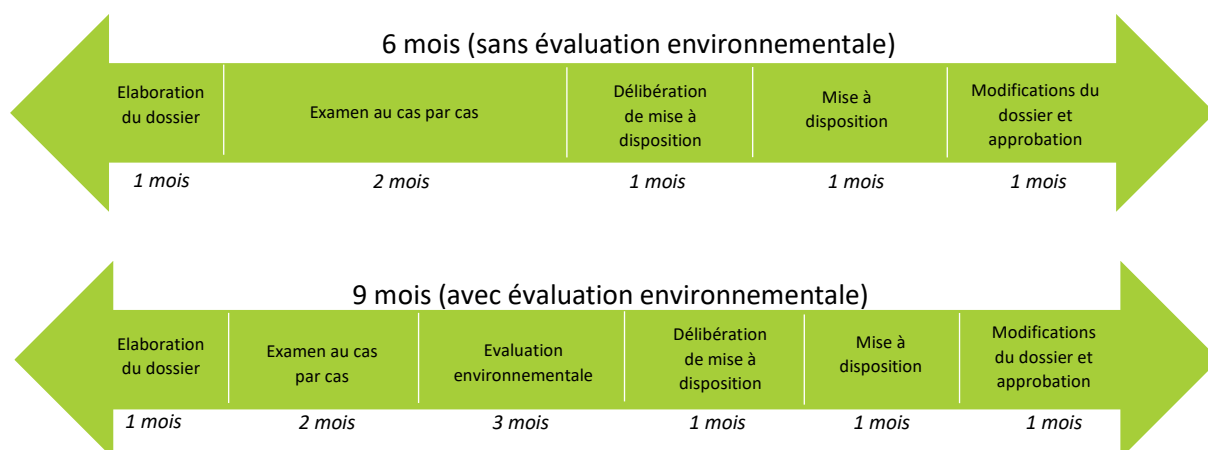 6 mois (sans évaluation environnementale)
Elaboration
du dossier
Examen au cas par cas
Délibération
de mise à
disposition
Mise à
disposition
Modifications du
dossier et
approbation
1 mois
2 mois
1 mois
1 mois
1 mois
9 mois (avec évaluation environnementale)
Elaboration
du dossier
Examen au cas
par cas
Evaluation
environnementale
Délibération
de mise à
disposition
Mise à
disposition
Modifications
du dossier et
approbation
1 mois
2 mois
3 mois
1 mois
1 mois
1 mois